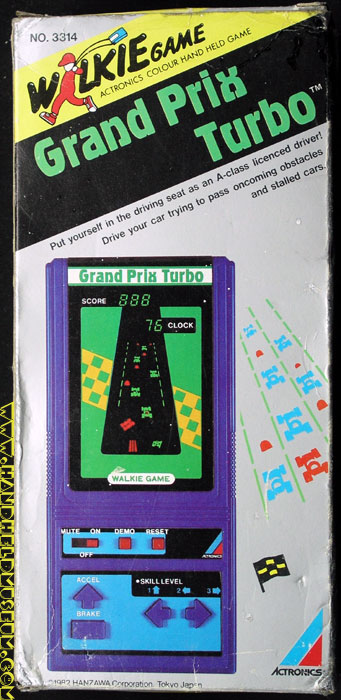 NO. 3314
WALKIE GAME
ACTRONICS COLOUR HAND HELD GAME
Grand Prix
Turbo™
Put yourself in the driving seat as an A-class licenced driver!
Drive your car trying to pass oncoming obstacles
and stalled cars.
Grand Prix Turbo
SCORE 888
76 CLOCK
WALKIE GAME
MUTE ON DEMO RESET
OFF
ACTRONICS
ACCEL
•SKILL LEVEL
1 2 3
BRAKE
©1982 HANZAWA Corporation, Tokyo Japan
ACTRONICS
WWW.HANDHELDMUSEUM.COM